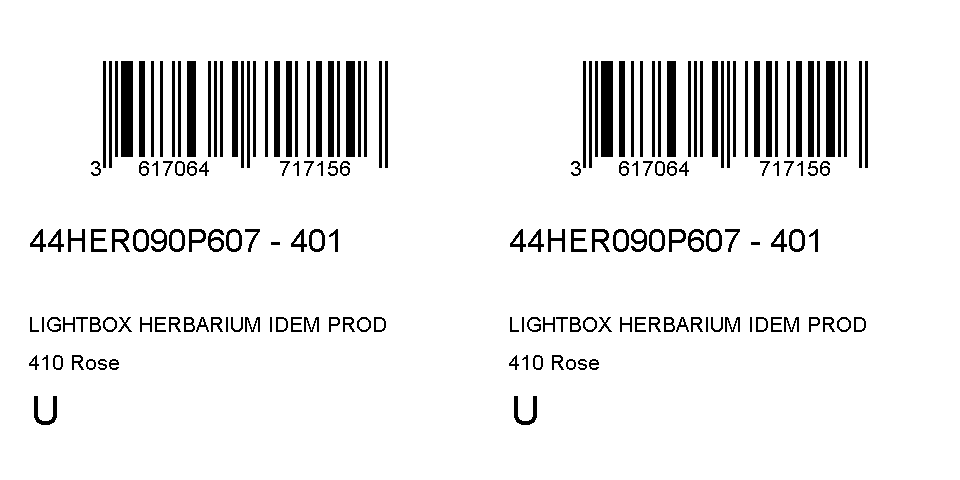 3 617064 717156
44HER090P607 - 401
LIGHTBOX HERBARIUM IDEM PROD
410 Rose
U
3 617064 717156
44HER090P607 - 401
LIGHTBOX HERBARIUM IDEM PROD
410 Rose
U